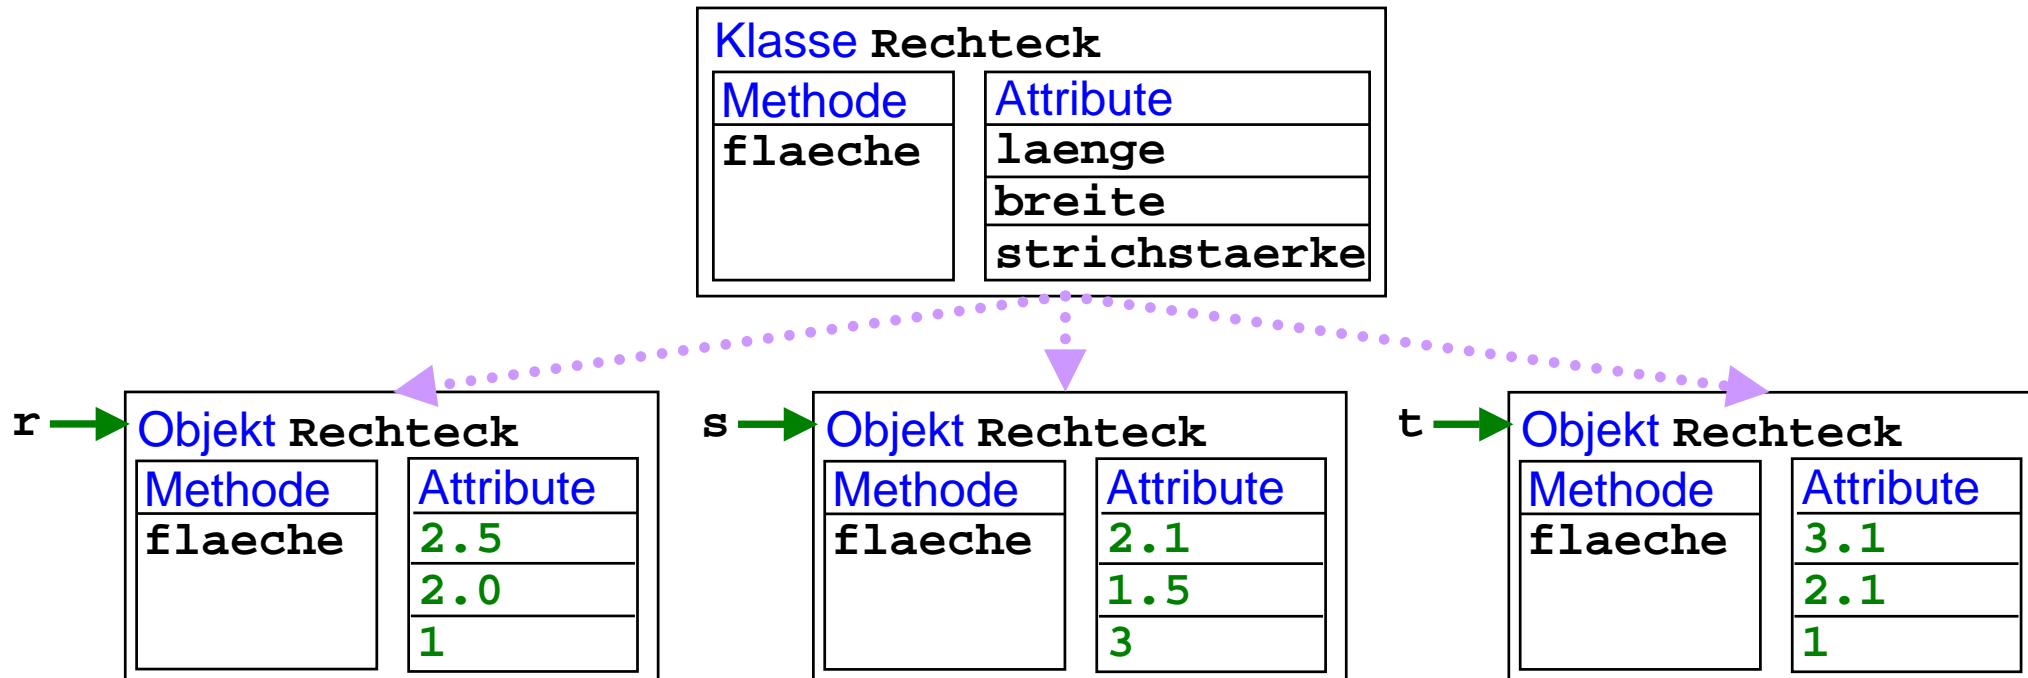 Klasse Rechteck
Methode
flaeche
Attribute
laenge
breite
strichstaerke
r
Objekt Rechteck
Methode
flaeche
Attribute
2.5
2.0
1
s
Objekt Rechteck
Methode
flaeche
Attribute
2.1
1.5
3
t
Objekt Rechteck
Methode
flaeche
Attribute
3.1
2.1
1